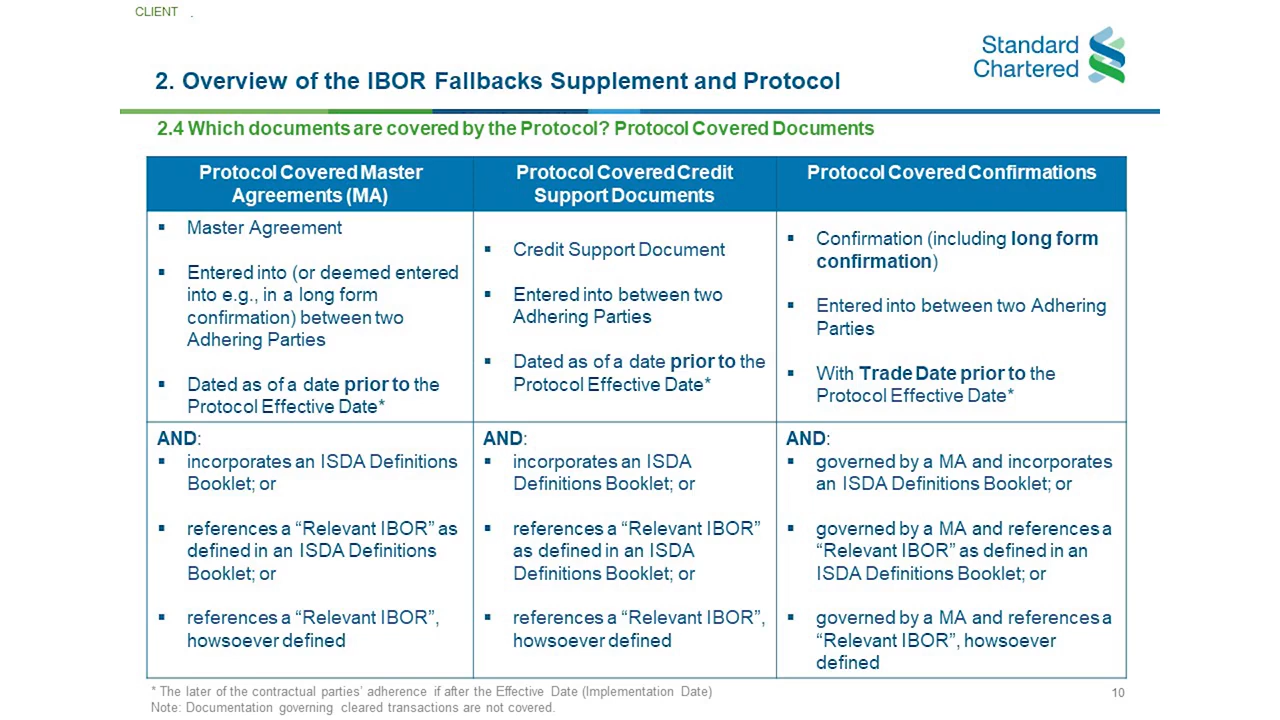 CLIENT .
Standard
Chartered
2. Overview of the IBOR Fallbacks Supplement and Protocol
2.4 Which documents are covered by the Protocol? Protocol Covered Documents
Protocol Covered Master
Agreements (MA)
▪ Master Agreement
▪ Entered into (or deemed entered
into e.g., in a long form
confirmation) between two
Adhering Parties
▪ Dated as of a date prior to the
Protocol Effective Date*
AND:
▪ incorporates an ISDA Definitions
Booklet; or
▪ references a “Relevant IBOR” as
defined in an ISDA Definitions
Booklet; or
▪ references a “Relevant IBOR”,
howsoever defined
Protocol Covered Credit
Support Documents
▪ Credit Support Document
▪ Entered into between two
Adhering Parties
▪ Dated as of a date prior to the
Protocol Effective Date*
AND:
▪ incorporates an ISDA
Definitions Booklet; or
▪ references a “Relevant IBOR”
as defined in an ISDA
Definitions Booklet; or
▪ references a “Relevant IBOR”,
howsoever defined
Protocol Covered Confirmations
▪ Confirmation (including long form
confirmation)
▪ Entered into between two Adhering
Parties
▪ With Trade Date prior to the
Protocol Effective Date*
AND:
▪ governed by a MA and incorporates
an ISDA Definitions Booklet; or
▪ governed by a MA and references a
“Relevant IBOR” as defined in an
ISDA Definitions Booklet; or
▪ governed by a MA and references a
“Relevant IBOR”, howsoever
defined
* The later of the contractual parties’ adherence if after the Effective Date (Implementation Date)
Note: Documentation governing cleared transactions are not covered.
10